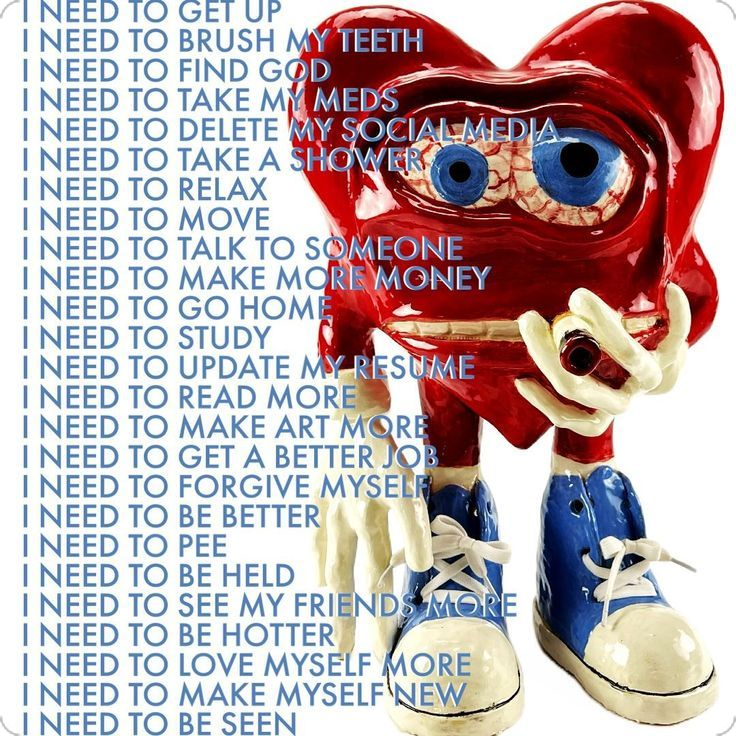 I NEED TO GET UP
I NEED TO BRUSH MY TEETH
I NEED TO FIND GOD
I NEED TO TAKE MY MEDS
I NEED TO DELETE MY SOCIAL MEDIA
I NEED TO TAKE A SHOWER
I NEED TO RELAX
I NEED TO MOVE
I NEED TO TALK TO SOMEONE
I NEED TO MAKE MORE MONEY
I NEED TO GO HOME
I NEED TO STUDY
I NEED TO UPDATE MY RESUME
I NEED TO READ MORE
I NEED TO MAKE ART MORE
I NEED TO GET A BETTER JOB
I NEED TO FORGIVE MYSELF
I NEED TO BE BETTER
I NEED TO PEE
I NEED TO BE HELD
I NEED TO SEE MY FRIENDS MORE
I NEED TO BE HOTTER
I NEED TO LOVE MYSELF MORE
I NEED TO MAKE MYSELF NEW
I NEED TO BE SEEN